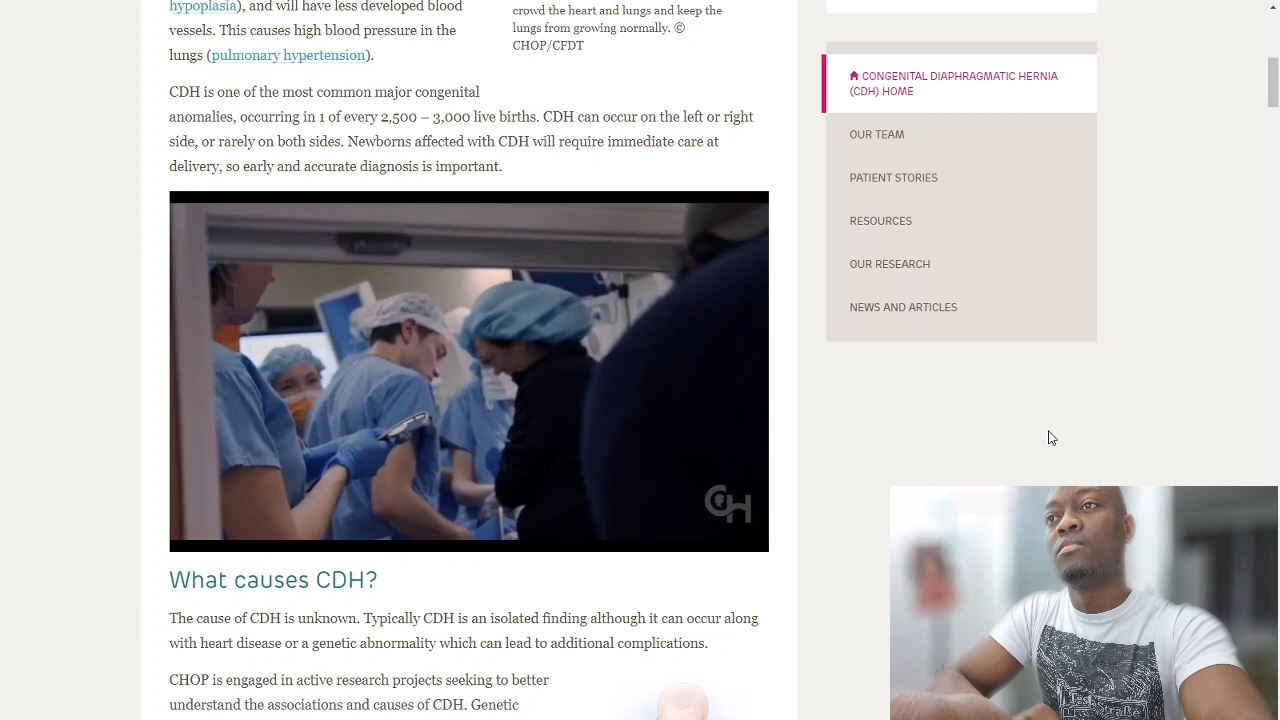 hypoplasia), and will have less developed blood
vessels. This causes high blood pressure in the
lungs (pulmonary hypertension).
crowd the heart and lungs and keep the
lungs from growing normally. ©
CHOP/CFDT
CDH is one of the most common major congenital
anomalies, occurring in 1 of every 2,500 – 3,000 live births. CDH can occur on the left or right
side, or rarely on both sides. Newborns affected with CDH will require immediate care at
delivery, so early and accurate diagnosis is important.
CH
What causes CDH?
The cause of CDH is unknown. Typically CDH is an isolated finding although it can occur along
with heart disease or a genetic abnormality which can lead to additional complications.
CHOP is engaged in active research projects seeking to better
understand the associations and causes of CDH. Genetic
CONGENITAL DIAPHRAGMATIC HERNIA
(CDH) HOME
OUR TEAM
PATIENT STORIES
RESOURCES
OUR RESEARCH
NEWS AND ARTICLES